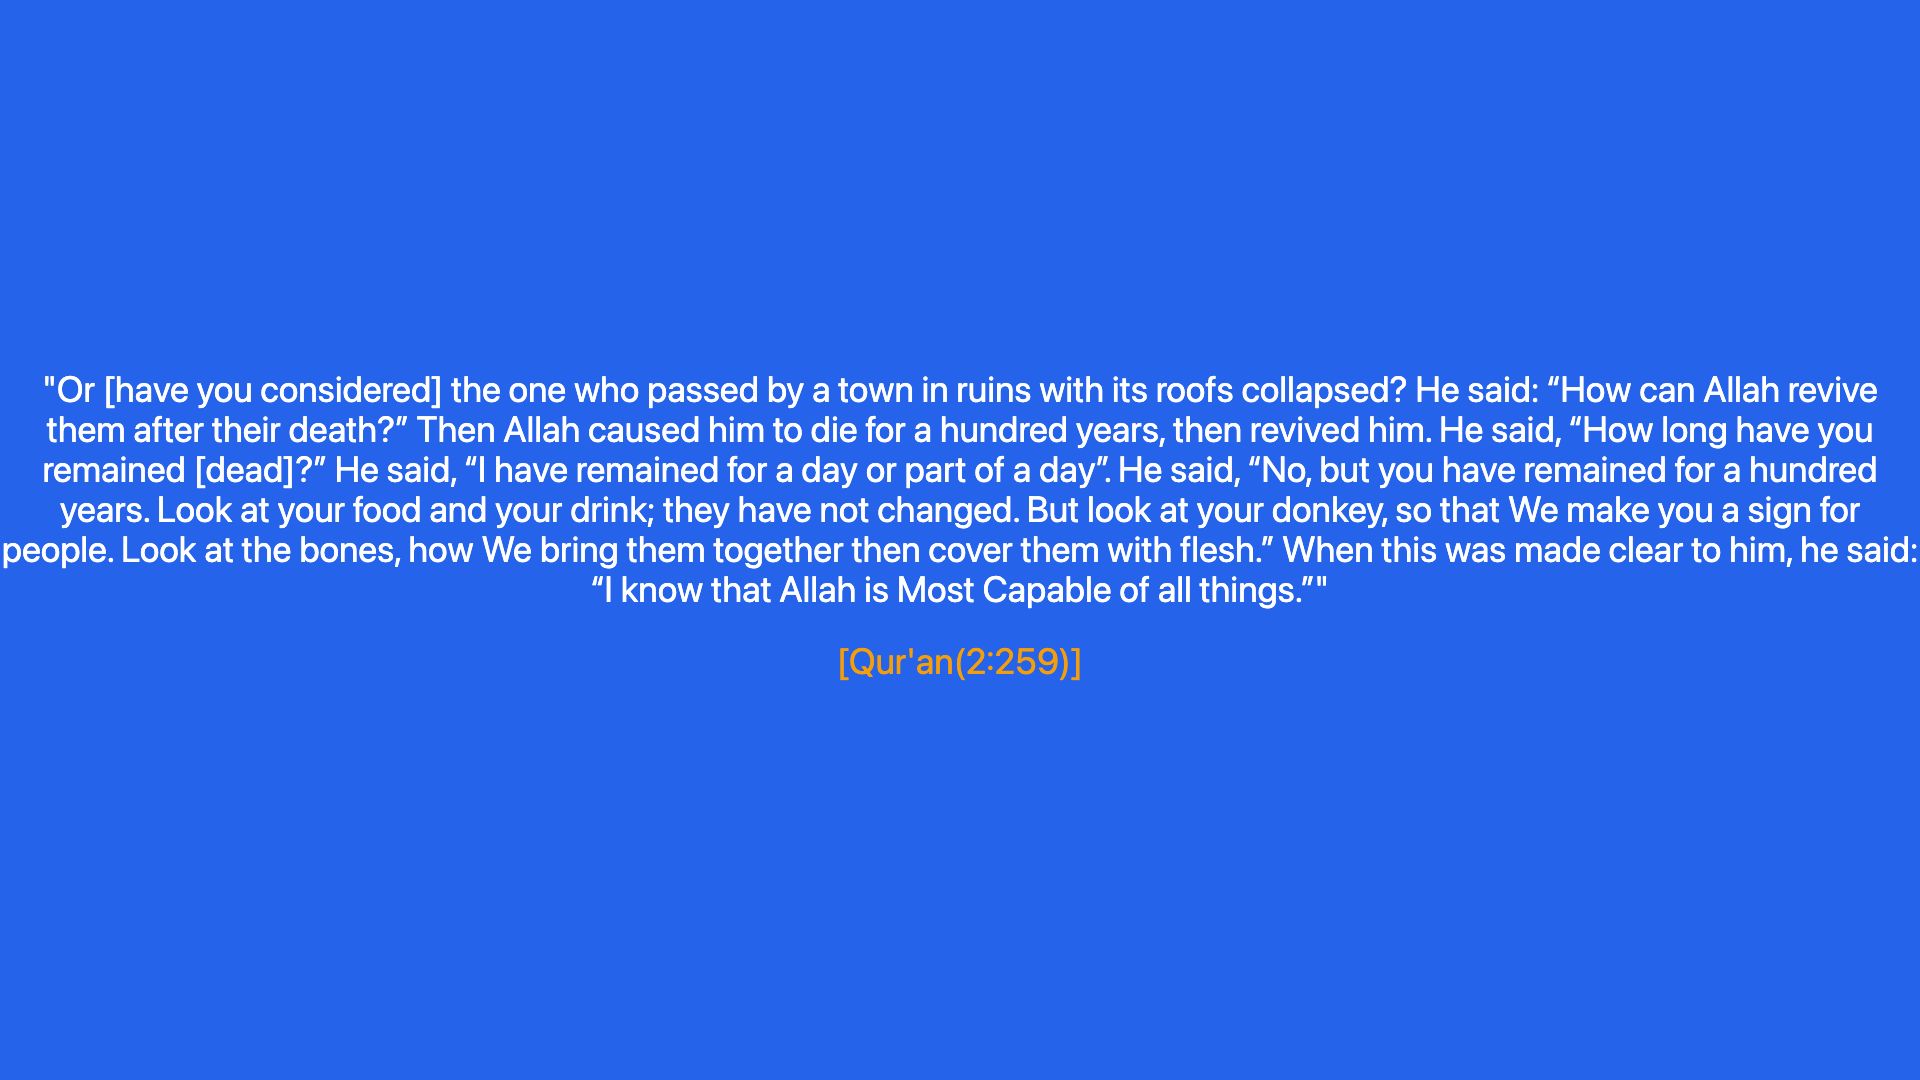 "Or [have you considered] the one who passed by a town in ruins with its roofs collapsed? He said: “How can Allah revive
them after their death?” Then Allah caused him to die for a hundred years, then revived him. He said, “How long have you
remained [dead]?” He said, “I have remained for a day or part of a day”. He said, “No, but you have remained for a hundred
years. Look at your food and your drink; they have not changed. But look at your donkey, so that We make you a sign for
people. Look at the bones, how We bring them together then cover them with flesh.” When this was made clear to him, he said:
“I know that Allah is Most Capable of all things.”"
[Qur'an(2:259)]